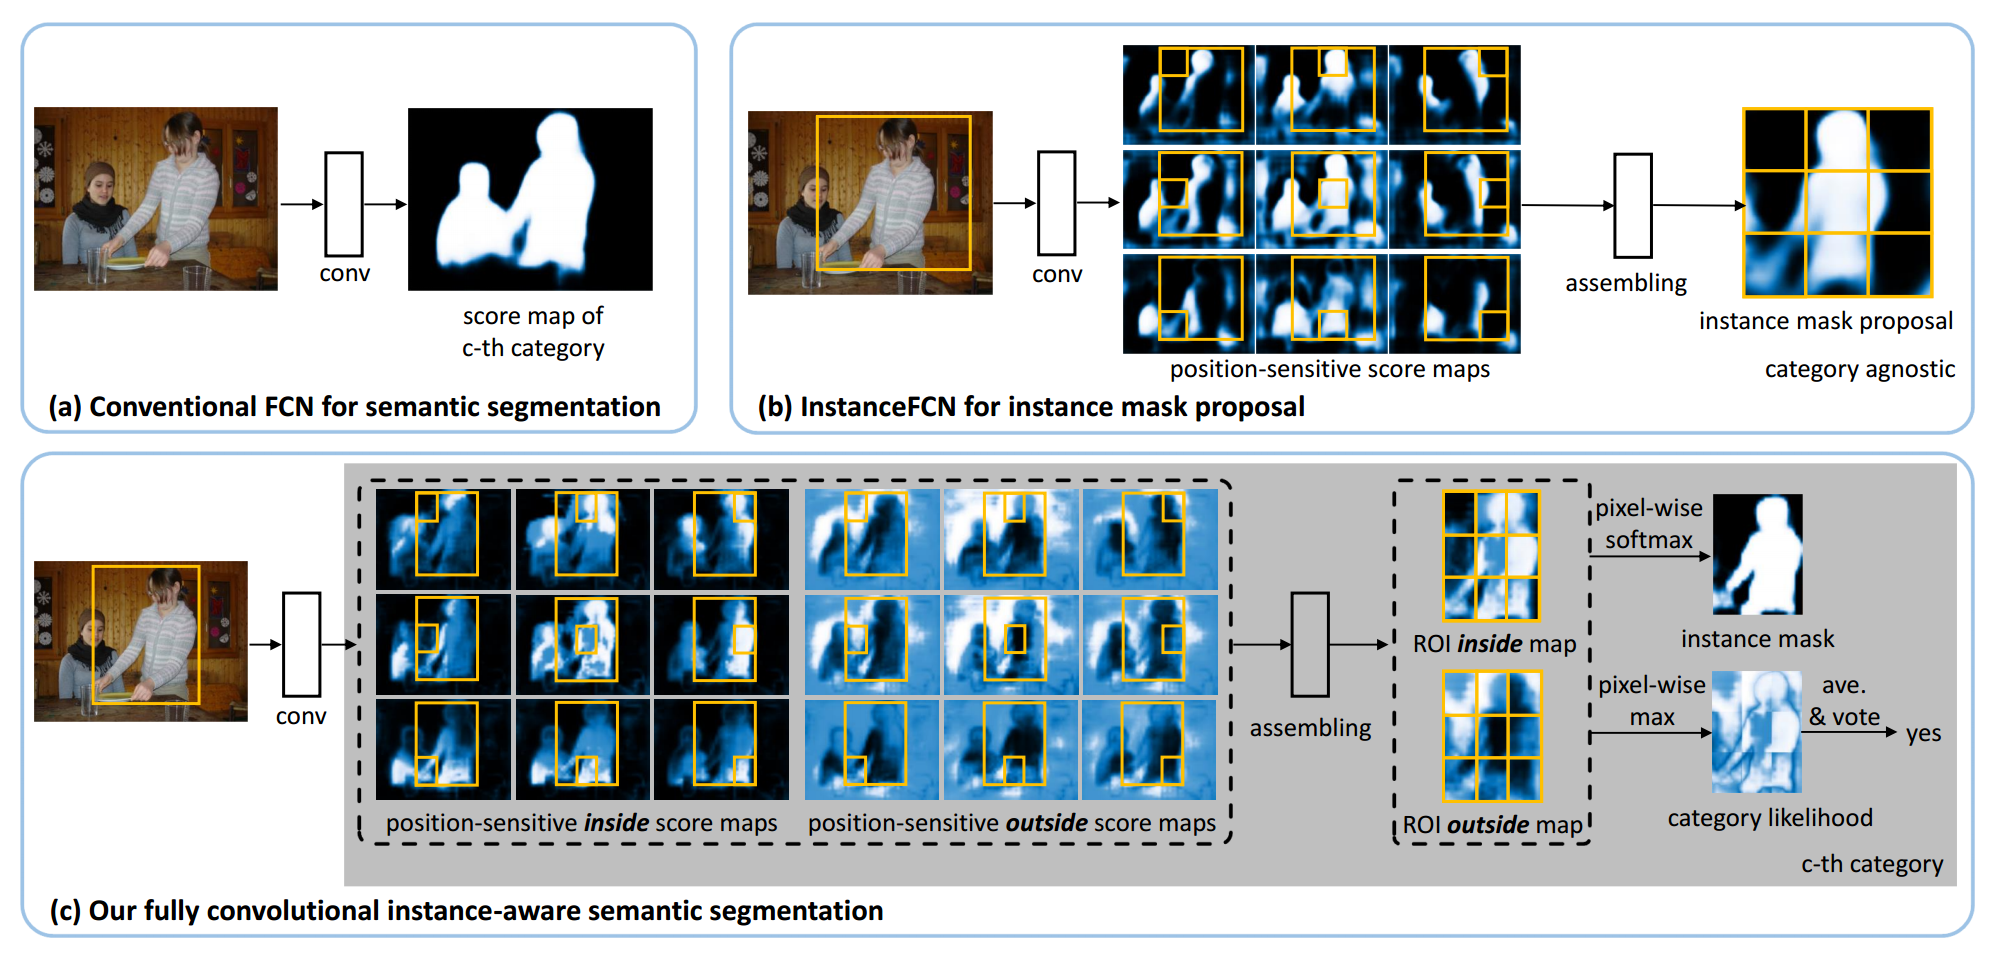 conv
score map of
c-th category
(a) Conventional FCN for semantic segmentation
conv
position-sensitive score maps
assembling
instance mask proposal
category agnostic
(b) InstanceFCN for instance mask proposal
conv
position-sensitive inside score maps
position-sensitive outside score maps
assembling
ROI inside map
ROI outside map
pixel-wise
softmax
instance mask
pixel-wise
max
ave.
& vote
yes
category likelihood
c-th category
(c) Our fully convolutional instance-aware semantic segmentation